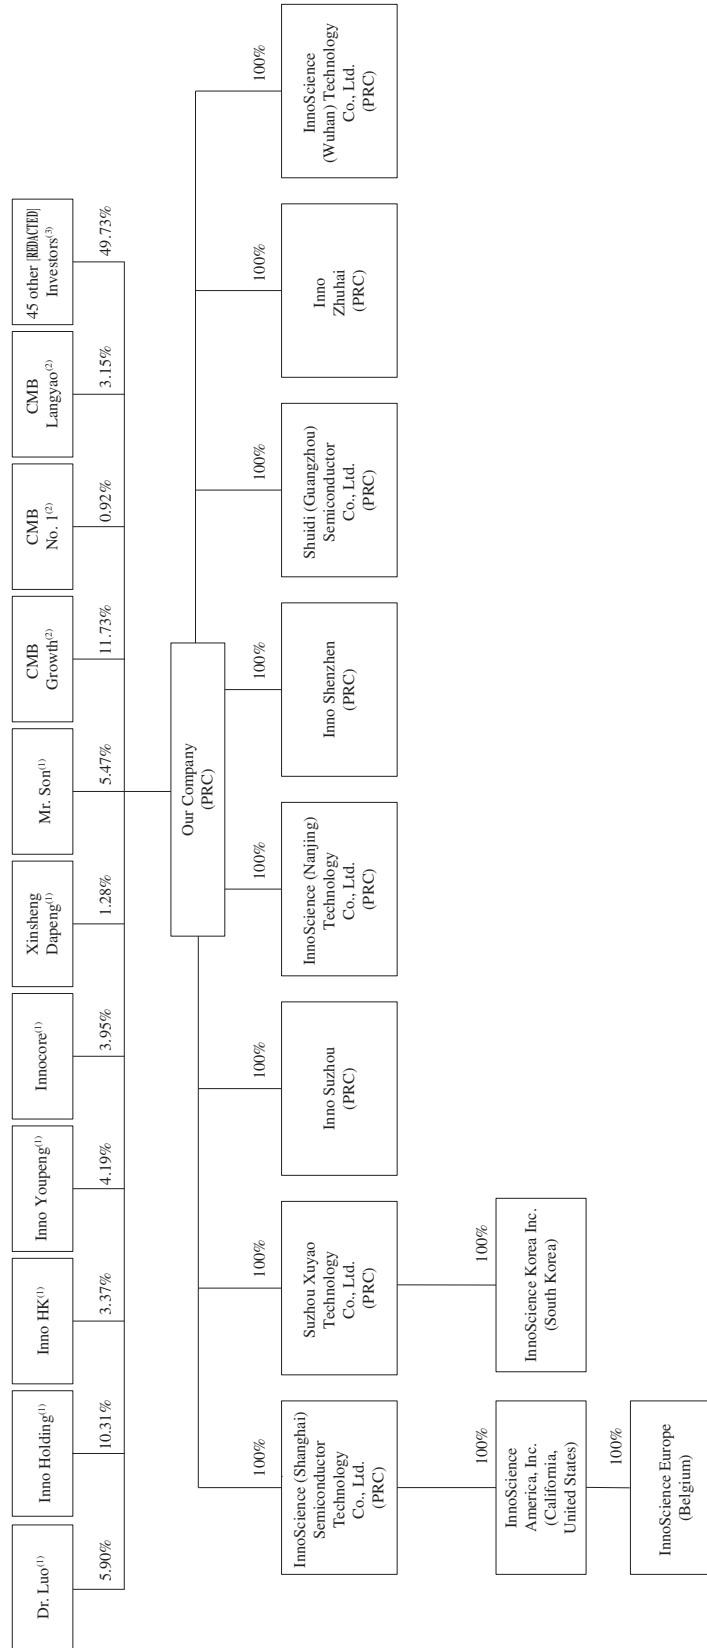 Dr. Luo(1)
Inno Holding(1)
Inno HK(1)
Inno Youpeng(1)
Innocore(1)
Xinsheng
Dapeng(1)
Mr. Son(1)
CMB
Growth(2)
CMB
No. 1(2)
CMB
Langyao(2)
45 other [REDACTED]
Investors(3)
5.90%
10.31%
3.37%
4.19%
3.95%
1.28%
5.47%
11.73%
0.92%
3.15%
49.73%
Our Company
(PRC)
100%
100%
100%
100%
100%
100%
100%
100%
InnoScience (Shanghai)
Semiconductor
Technology
Co., Ltd.
(PRC)
Suzhou Xuyao
Technology
Co., Ltd.
(PRC)
Inno Suzhou
(PRC)
InnoScience (Nanjing)
Technology
Co., Ltd.
(PRC)
Inno Shenzhen
(PRC)
Shuidi (Guangzhou)
Semiconductor
Co., Ltd.
(PRC)
Inno
Zhuhai
(PRC)
InnoScience
(Wuhan) Technology
Co., Ltd.
(PRC)
100%
100%
InnoScience
America, Inc.
(California,
United States)
InnoScience Korea Inc.
(South Korea)
100%
InnoScience Europe
(Belgium)